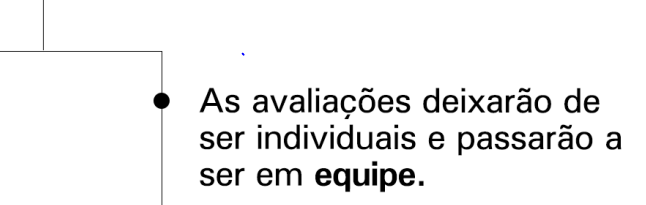 As avaliações deixarão de
ser individuais e passarão a
ser em equipe.